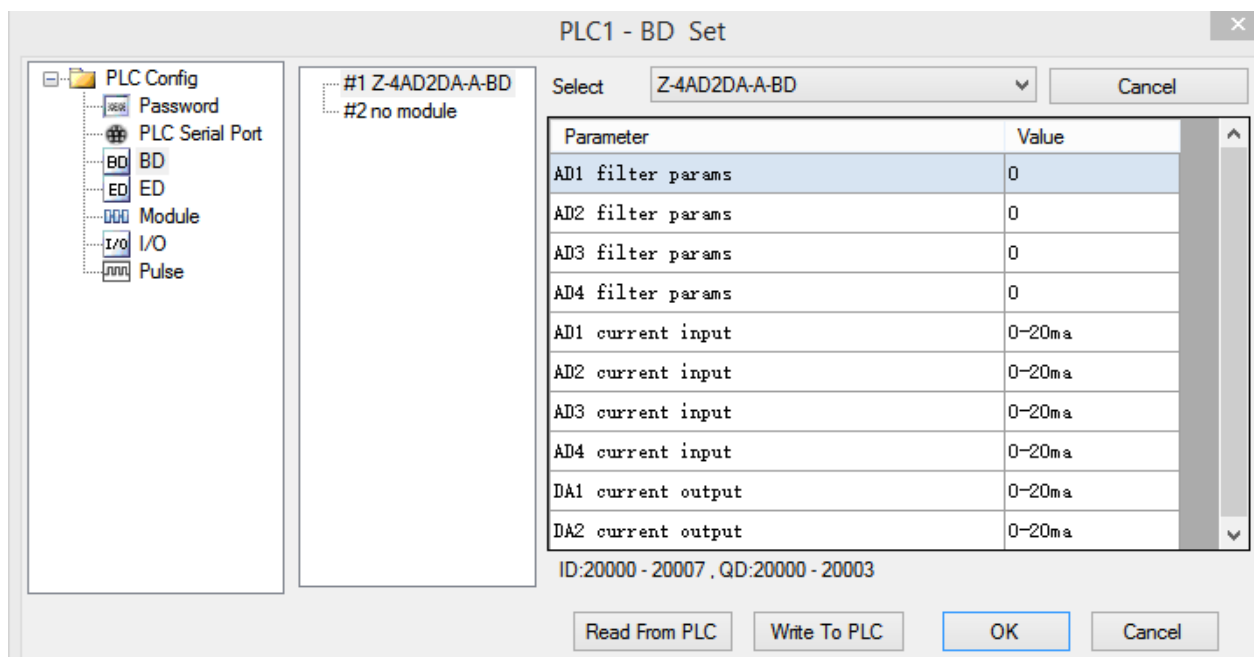 PLC1 - BD Set
PLC Config
Password
PLC Serial Port
BD BD
ED ED
Module
I/O I/O
Pulse
#1 Z-4AD2DA-A-BD
#2 no module
Select Z-4AD2DA-A-BD Cancel
Parameter Value
AD1 filter params 0
AD2 filter params 0
AD3 filter params 0
AD4 filter params 0
AD1 current input 0-20ma
AD2 current input 0-20ma
AD3 current input 0-20ma
AD4 current input 0-20ma
DA1 current output 0-20ma
DA2 current output 0-20ma
ID:20000 - 20007 , QD:20000 - 20003
Read From PLC Write To PLC OK Cancel